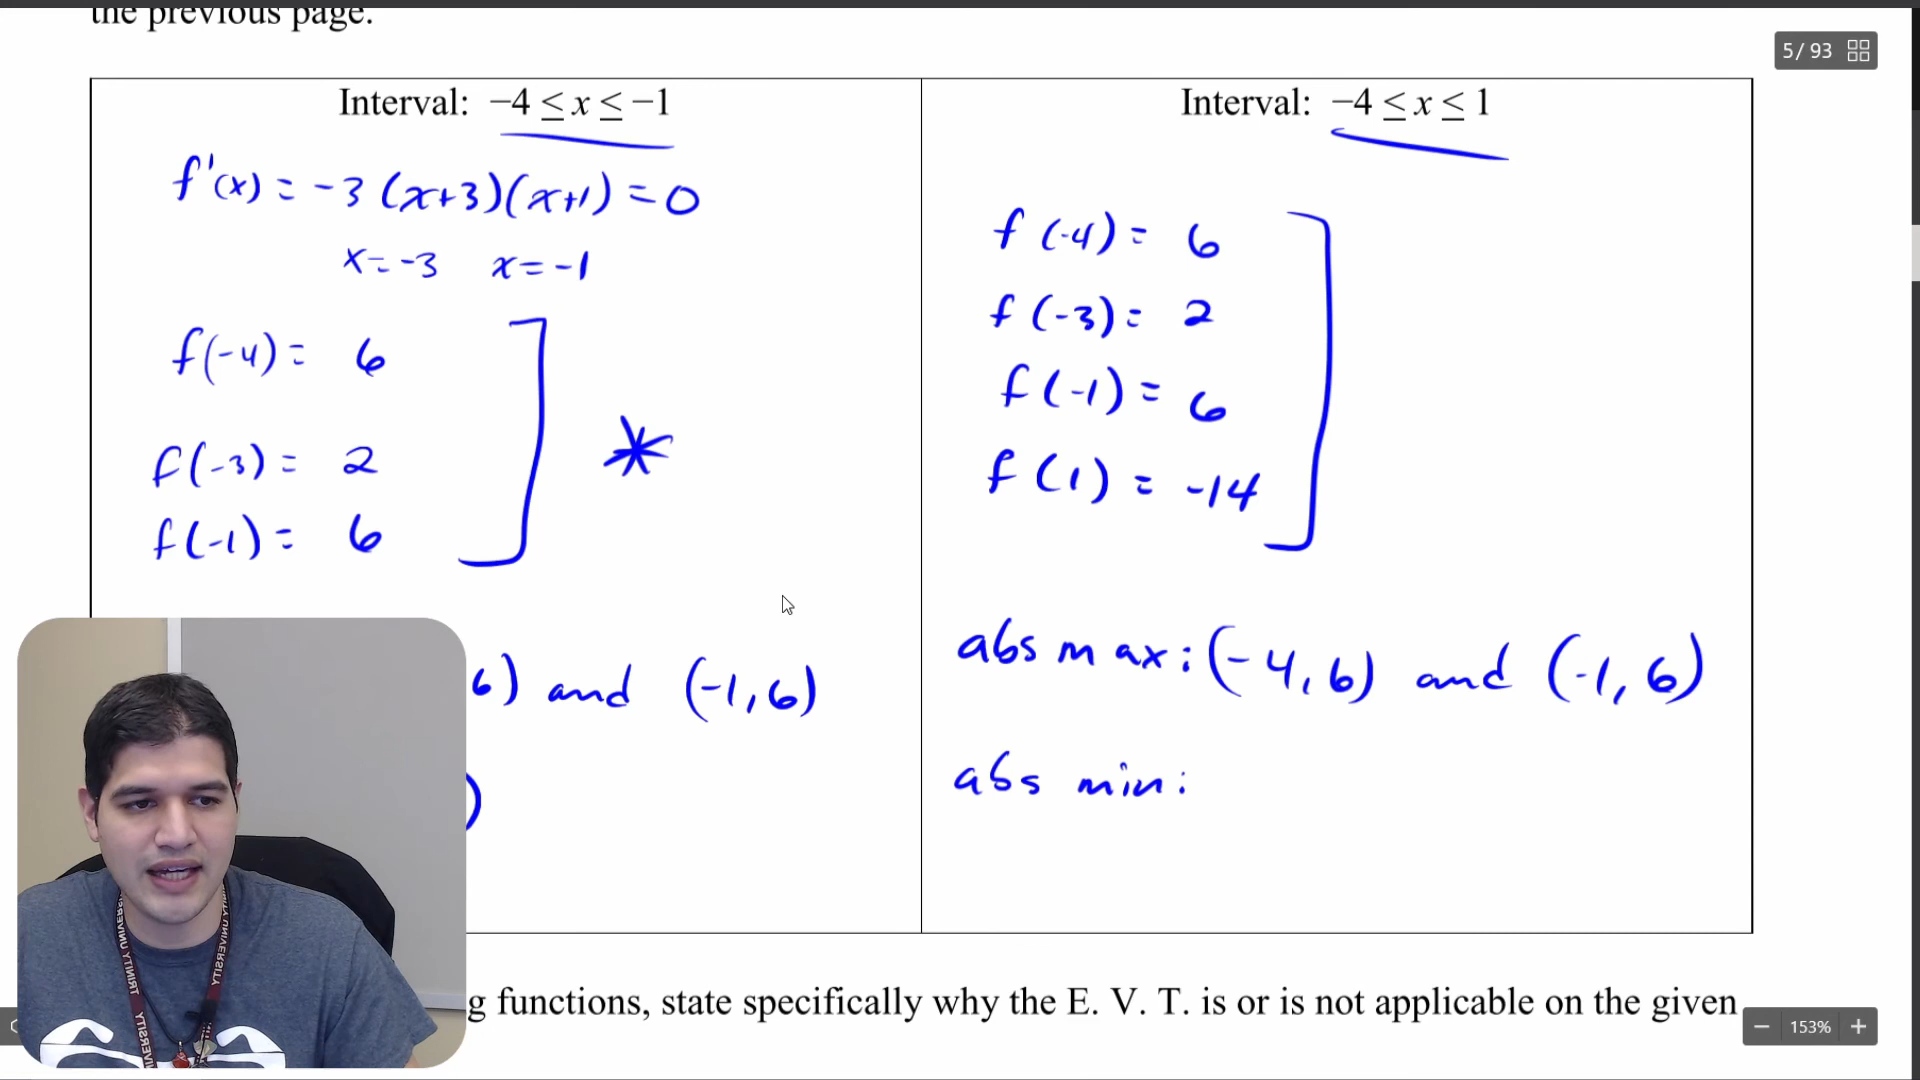 the previous page.
5 / 93
Interval: −4 ≤ x ≤ −1
f'(x) = -3 (x+3)(x+1) = 0
x = -3 x = -1
f(-4) = 6
f(-3) = 2
f(-1) = 6
*
6) and (-1, 6)
)
Interval: −4 ≤ x ≤ 1
f (-4) = 6
f (-3) = 2
f (-1) = 6
f (1) = -14
abs max: (-4, 6) and (-1, 6)
abs min:
g functions, state specifically why the E. V. T. is or is not applicable on the given
153%
TRINITY UNIVERSITY